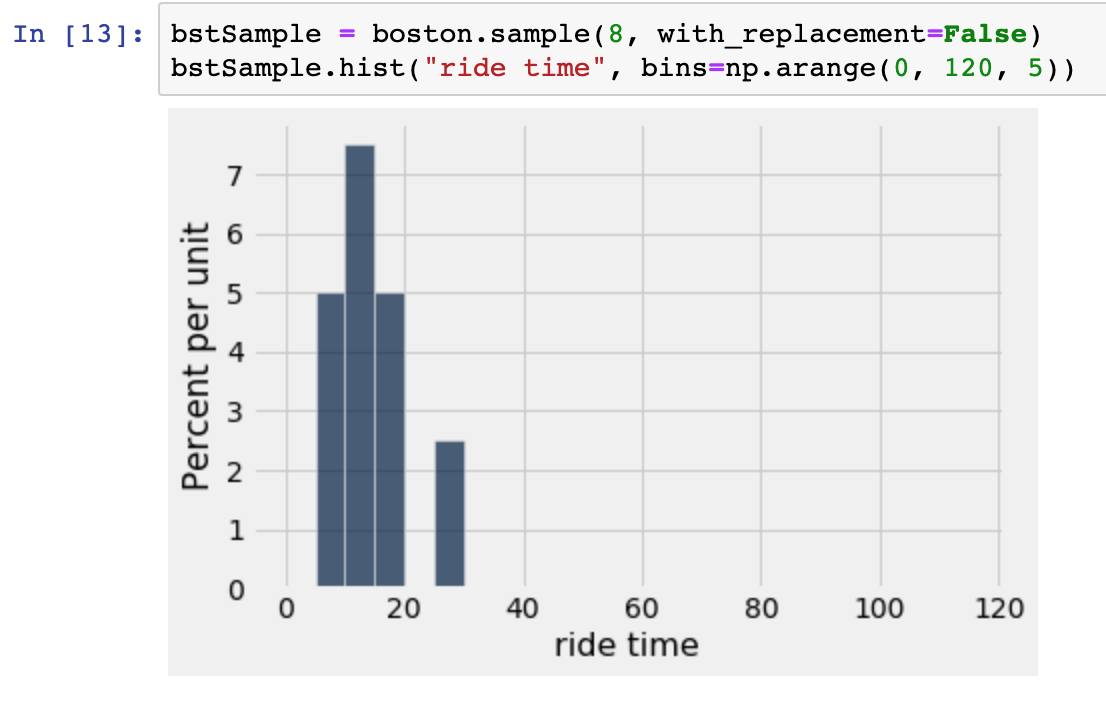 In [13]: bstSample = boston.sample(8, with_replacement=False)
bstSample.hist("ride time", bins=np.arange(0, 120, 5))
7
6
5
4
3
2
1
0
Percent per unit
0 20 40 60 80 100 120
ride time